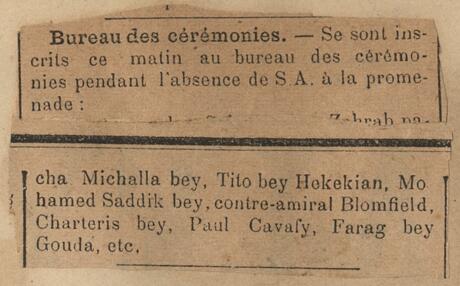 Bureau des cérémonies. — Se sont ins-
crits ce matin au bureau des cérémo-
nies pendant l'absence de S.A. à la prome-
nade :
Zohrab pa-
cha Michalla bey, Tito bey Hekekian, Mo
hamed Saddik bey, contre-amiral Blomfield,
Charteris bey, Paul Cavafy, Farag bey
Gouda, etc.